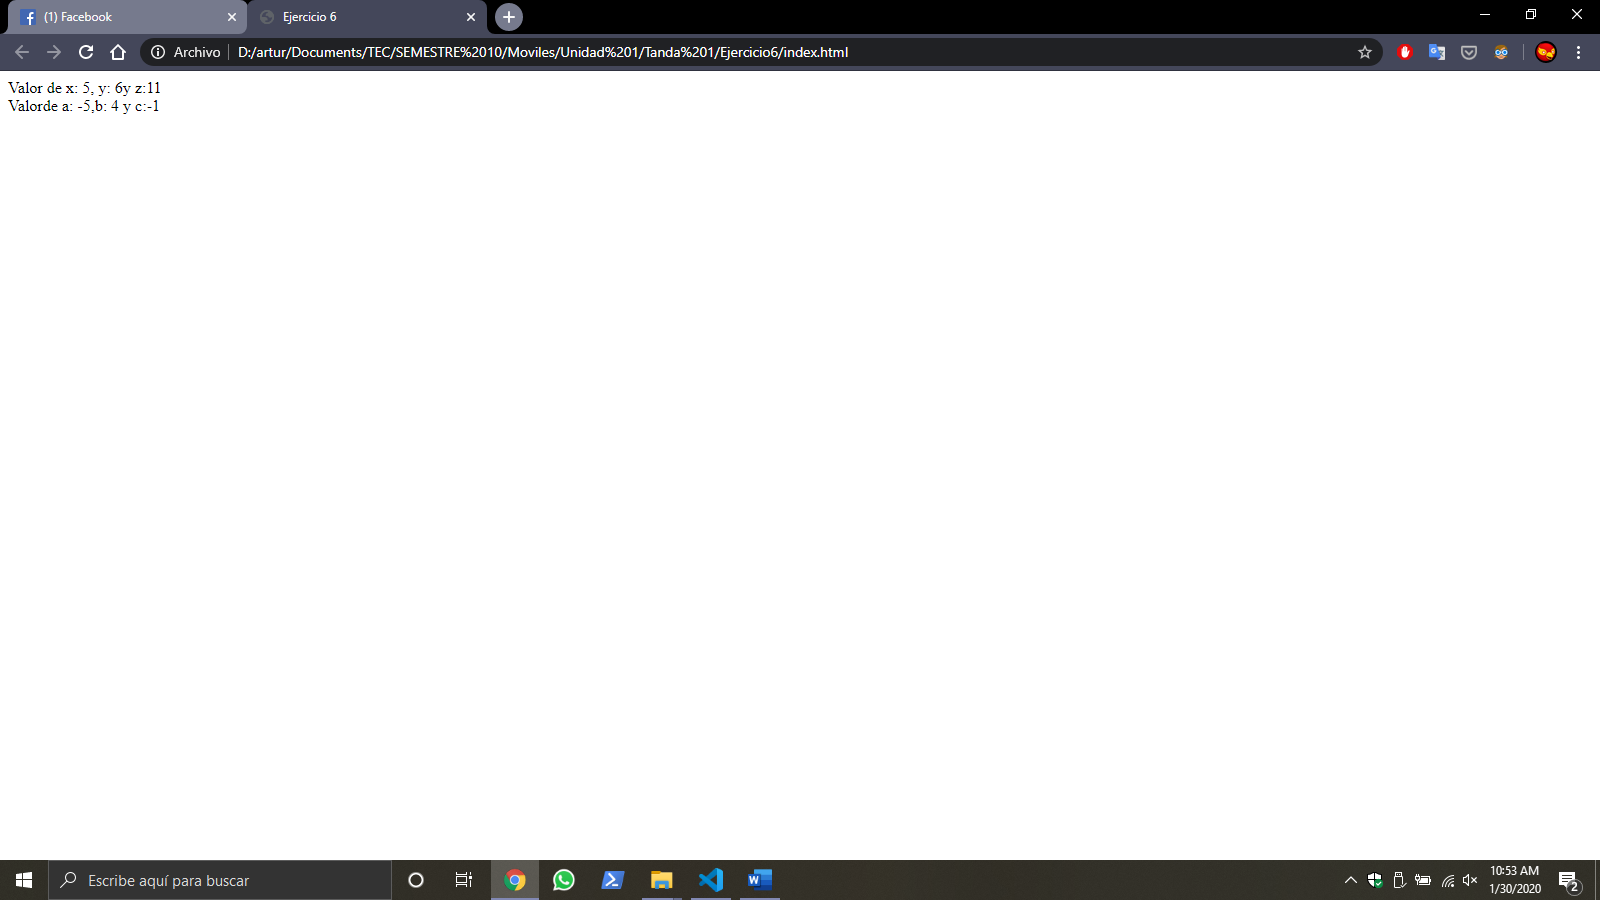 (1) Facebook
Ejercicio 6
Archivo
D:/artur/Documents/TEC/SEMESTRE%2010/Moviles/Unidad%201/Tanda%201/Ejercicio6/index.html
Valor de x: 5, y: 6y z:11
Valorde a: -5,b: 4 y c:-1
Escribe aquí para buscar
10:53 AM
1/30/2020
2